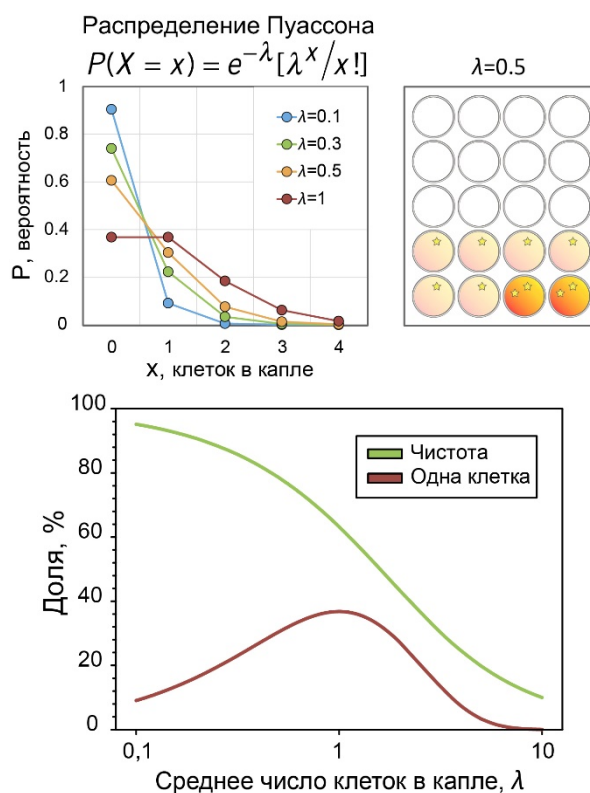 Распределение Пуассона
P(X = x) = e^{-λ}[λ^x/x!]
λ=0.5
1
0.8
0.6
0.4
0.2
0
P, вероятность
λ=0.1
λ=0.3
λ=0.5
λ=1
0 1 2 3 4
x, клеток в капле
100
80
60
40
20
0
Доля, %
Чистота
Одна клетка
0,1 1 10
Среднее число клеток в капле, λ